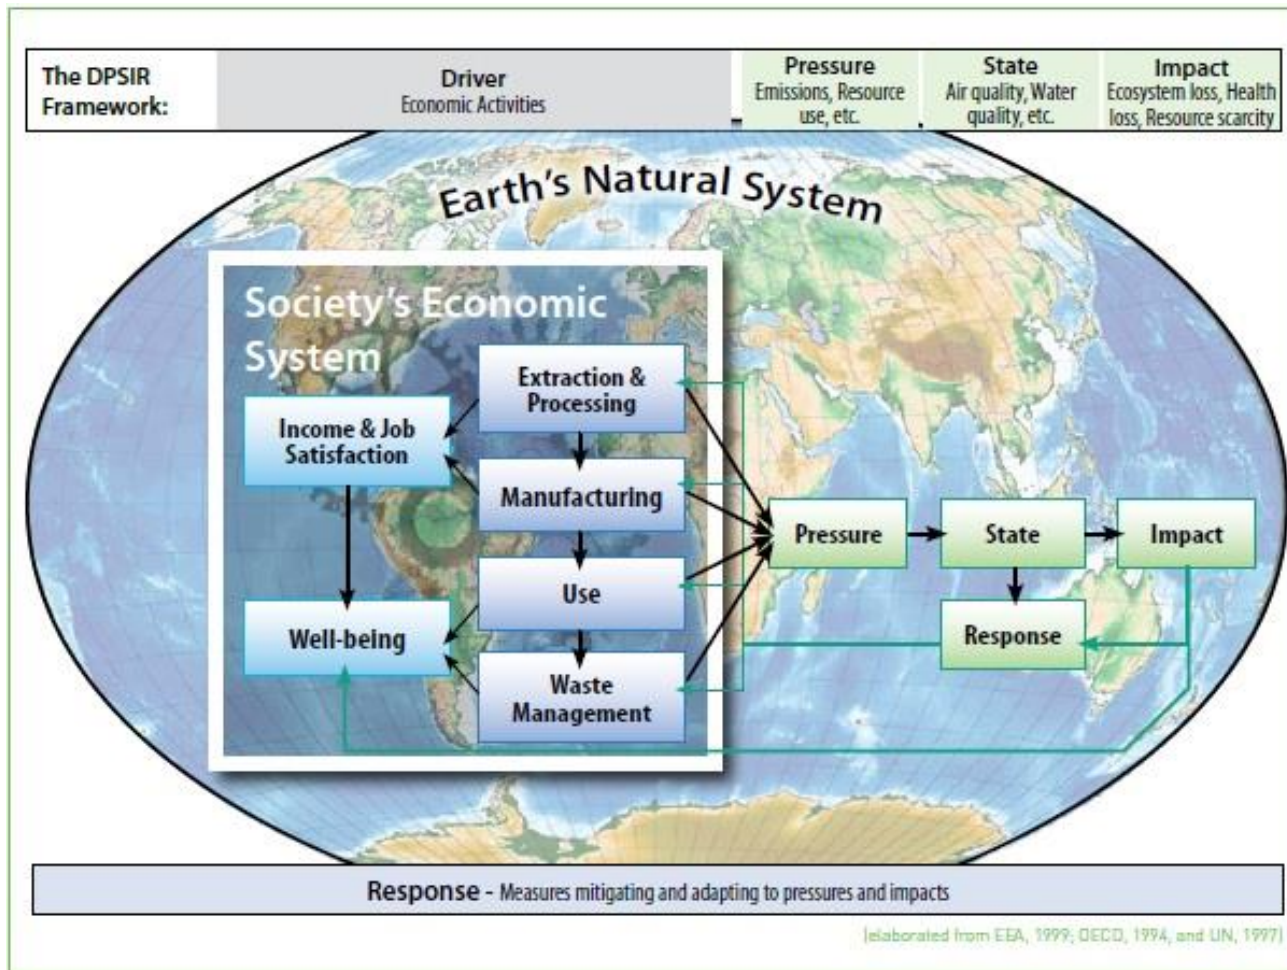 The DPSIR
Framework:
Driver
Economic Activities
Pressure
Emissions, Resource
use, etc.
State
Air quality, Water
quality, etc.
Impact
Ecosystem loss, Health
loss, Resource scarcity
Earth's Natural System
Society's Economic
System
Extraction &
Processing
Income & Job
Satisfaction
Manufacturing
Pressure
State
Impact
Use
Well-being
Response
Waste
Management
Response - Measures mitigating and adapting to pressures and impacts
(elaborated from EEA, 1999; OECD, 1994, and UN, 1997)